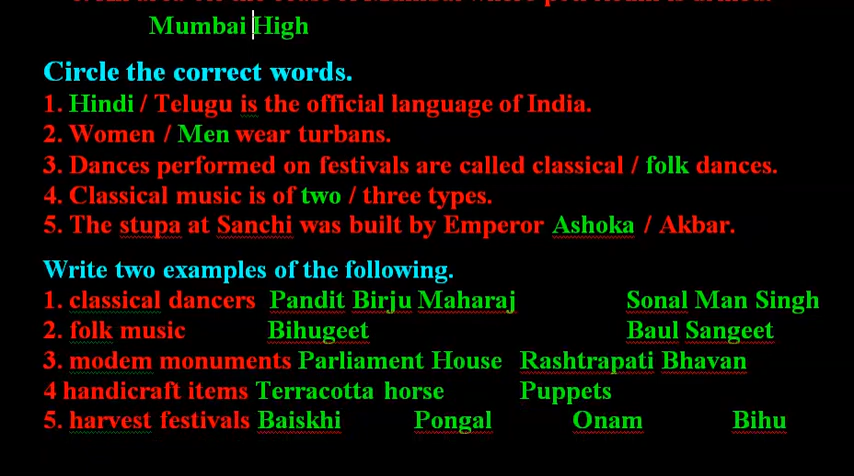 Mumbai High
Circle the correct words.
1. Hindi / Telugu is the official language of India.
2. Women / Men wear turbans.
3. Dances performed on festivals are called classical / folk dances.
4. Classical music is of two / three types.
5. The stupa at Sanchi was built by Emperor Ashoka / Akbar.
Write two examples of the following.
1. classical dancers Pandit Birju Maharaj Sonal Man Singh
2. folk music Bihugeet Baul Sangeet
3. modem monuments Parliament House Rashtrapati Bhavan
4 handicraft items Terracotta horse Puppets
5. harvest festivals Baiskhi Pongal Onam Bihu